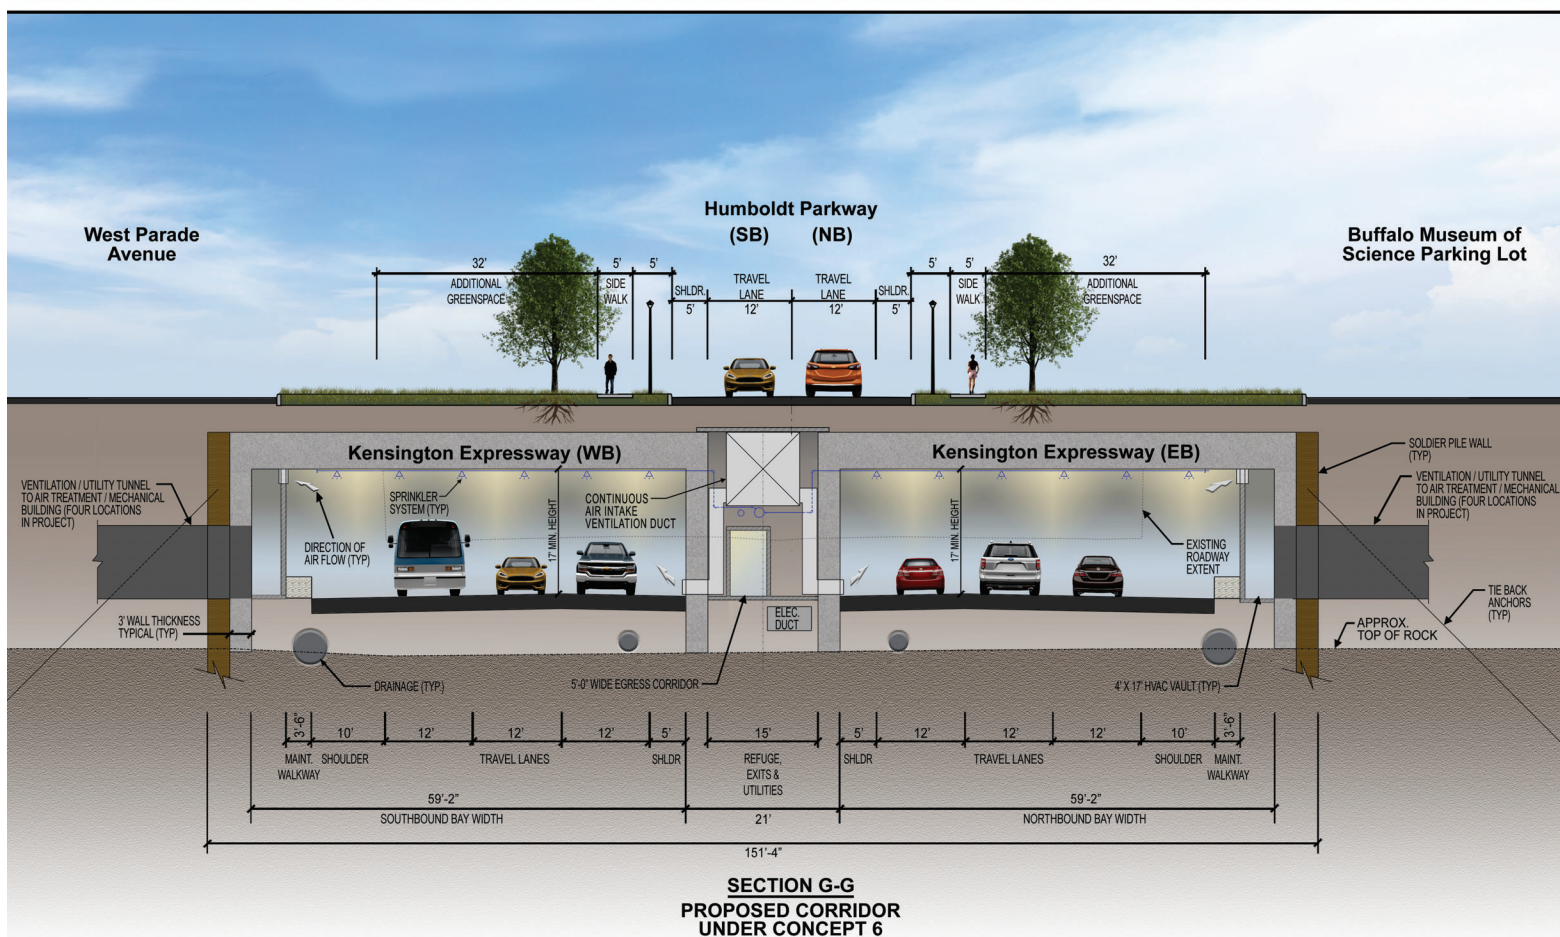 Humboldt Parkway
(SB) (NB)
West Parade
Avenue
Buffalo Museum of
Science Parking Lot
32'
ADDITIONAL
GREENSPACE
5'
SIDE
WALK
5'
SHLDR.
5'
TRAVEL
LANE
12'
TRAVEL
LANE
12'
SHLDR.
5'
5'
5'
SIDE
WALK
32'
ADDITIONAL
GREENSPACE
Kensington Expressway (WB)
Kensington Expressway (EB)
SOLDIER PILE WALL
(TYP)
VENTILATION / UTILITY TUNNEL
TO AIR TREATMENT / MECHANICAL
BUILDING (FOUR LOCATIONS
IN PROJECT)
SPRINKLER
SYSTEM (TYP)
17' MIN. HEIGHT
CONTINUOUS
AIR INTAKE
VENTILATION DUCT
17' MIN. HEIGHT
VENTILATION / UTILITY TUNNEL
TO AIR TREATMENT / MECHANICAL
BUILDING (FOUR LOCATIONS
IN PROJECT)
DIRECTION OF
AIR FLOW (TYP)
EXISTING
ROADWAY
EXTENT
TIE BACK
ANCHORS
(TYP)
3' WALL THICKNESS
TYPICAL (TYP)
ELEC.
DUCT
APPROX.
TOP OF ROCK
DRAINAGE (TYP.)
5'-0" WIDE EGRESS CORRIDOR
4' X 17' HVAC VAULT (TYP)
3'-6" 10' 12' 12' 12' 5' 15' 5' 12' 12' 12' 10' 3'-6"
MAINT.
WALKWAY
SHOULDER
TRAVEL LANES
SHLDR
REFUGE,
EXITS &
UTILITIES
SHLDR
TRAVEL LANES
SHOULDER
MAINT.
WALKWAY
59'-2"
SOUTHBOUND BAY WIDTH
21'
59'-2"
NORTHBOUND BAY WIDTH
151'-4"
SECTION G-G
PROPOSED CORRIDOR
UNDER CONCEPT 6